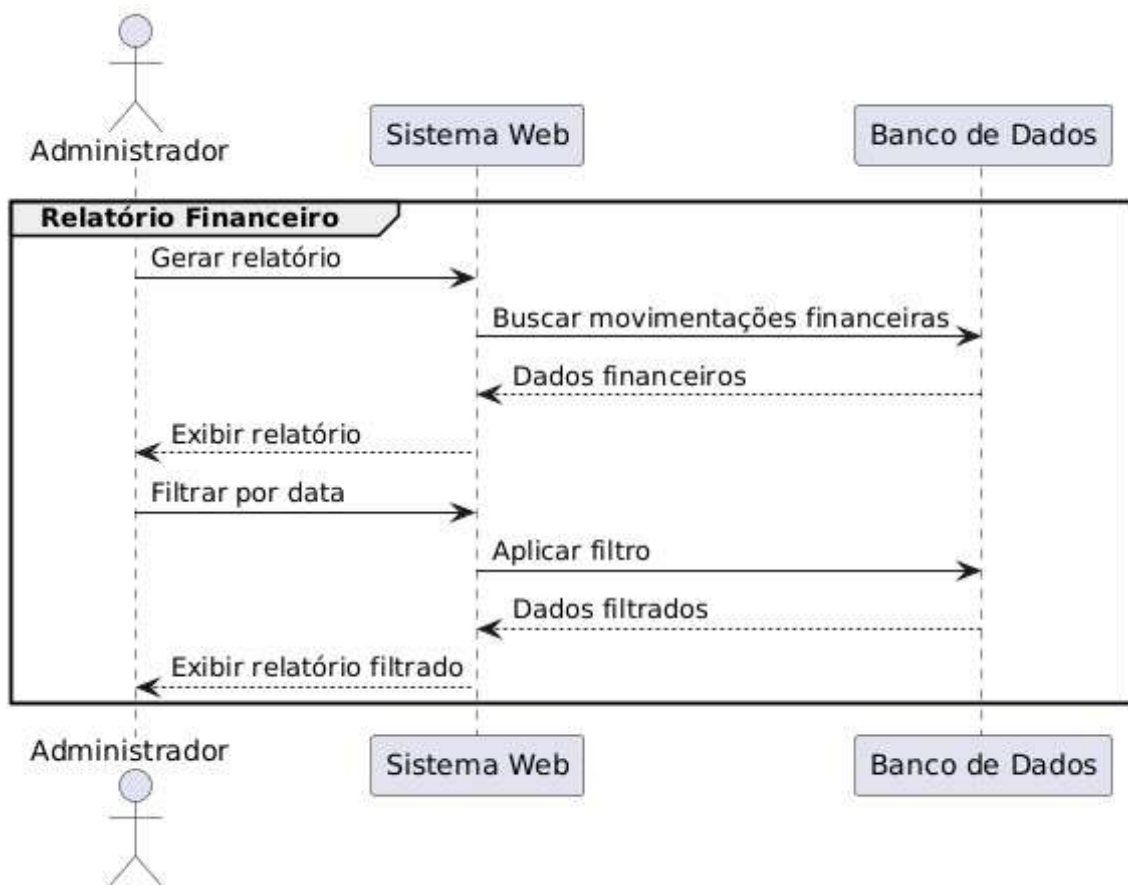 Administrador
Sistema Web
Banco de Dados
Relatório Financeiro
Gerar relatório
Buscar movimentações financeiras
Dados financeiros
Exibir relatório
Filtrar por data
Aplicar filtro
Dados filtrados
Exibir relatório filtrado
Administrador
Sistema Web
Banco de Dados